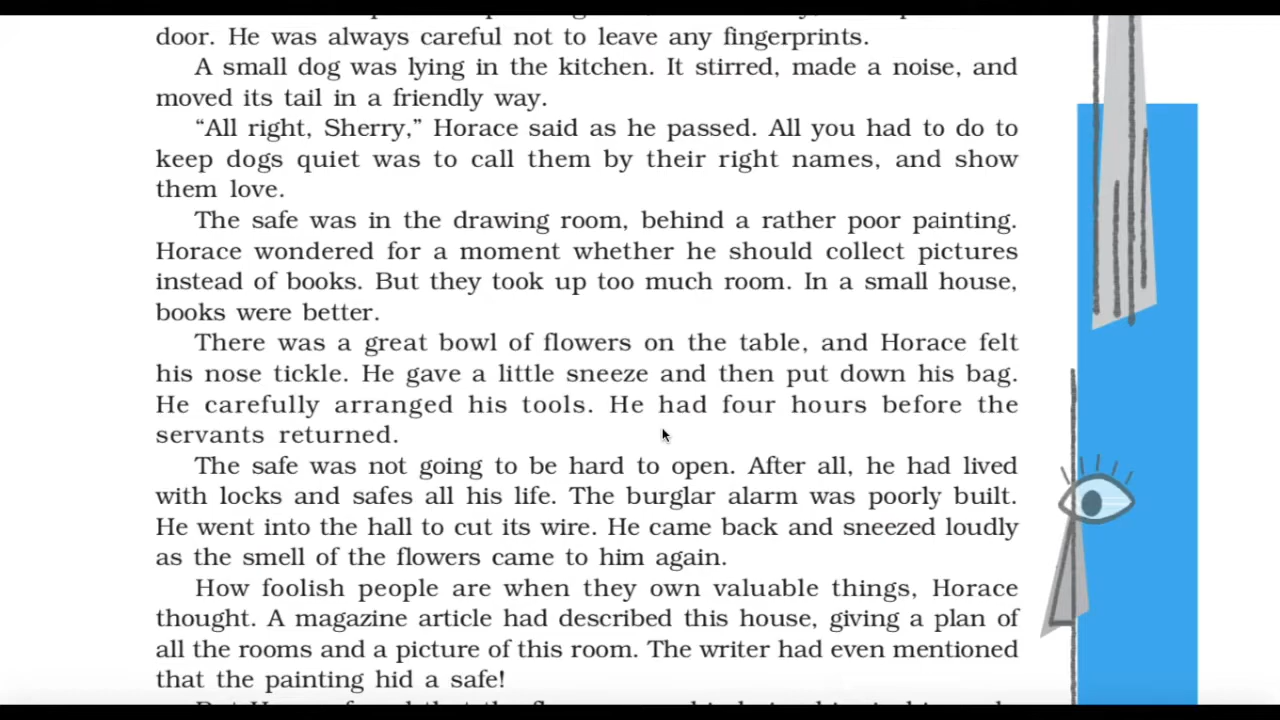 door. He was always careful not to leave any fingerprints.
A small dog was lying in the kitchen. It stirred, made a noise, and
moved its tail in a friendly way.
“All right, Sherry,” Horace said as he passed. All you had to do to
keep dogs quiet was to call them by their right names, and show
them love.
The safe was in the drawing room, behind a rather poor painting.
Horace wondered for a moment whether he should collect pictures
instead of books. But they took up too much room. In a small house,
books were better.
There was a great bowl of flowers on the table, and Horace felt
his nose tickle. He gave a little sneeze and then put down his bag.
He carefully arranged his tools. He had four hours before the
servants returned.
The safe was not going to be hard to open. After all, he had lived
with locks and safes all his life. The burglar alarm was poorly built.
He went into the hall to cut its wire. He came back and sneezed loudly
as the smell of the flowers came to him again.
How foolish people are when they own valuable things, Horace
thought. A magazine article had described this house, giving a plan of
all the rooms and a picture of this room. The writer had even mentioned
that the painting hid a safe!